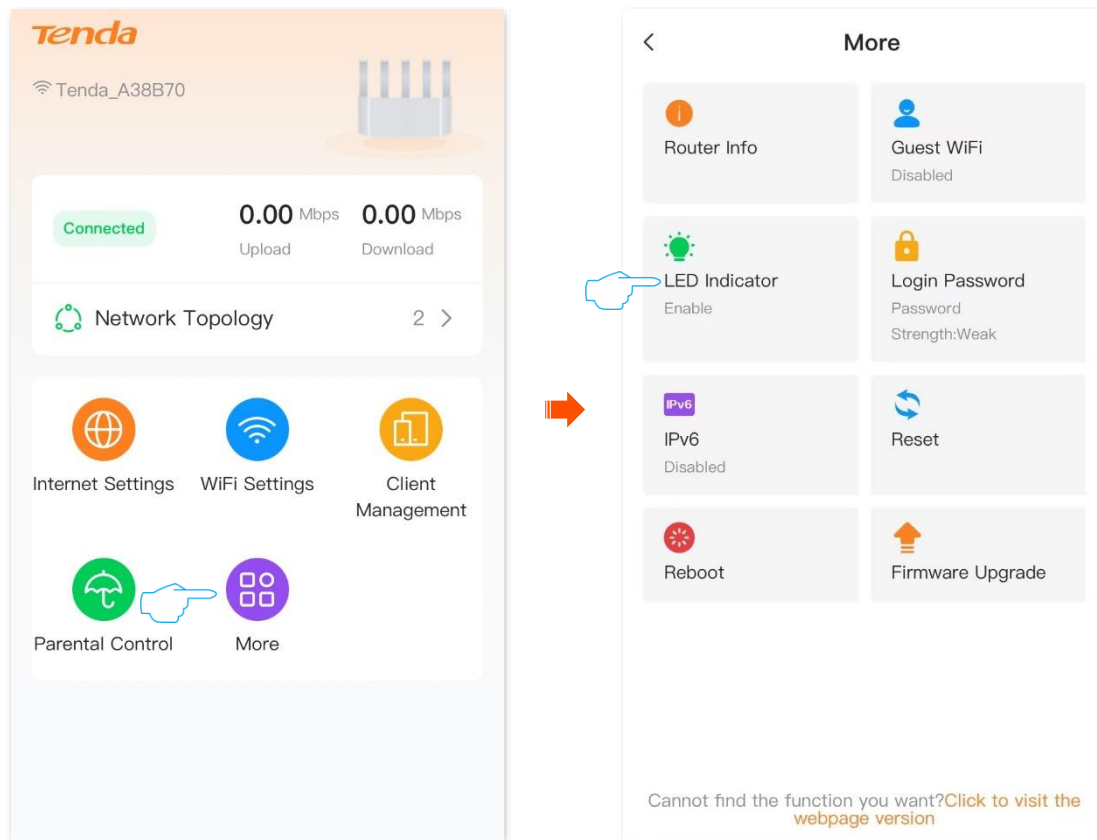 Tenda
Tenda_A38B70
Connected
0.00 Mbps
Upload
0.00 Mbps
Download
Network Topology
2
Internet Settings
WiFi Settings
Client
Management
Parental Control
More
More
Router Info
Guest WiFi
Disabled
LED Indicator
Enable
Login Password
Password
Strength:Weak
IPv6
IPv6
Disabled
Reset
Reboot
Firmware Upgrade
Cannot find the function you want?Click to visit the
webpage version